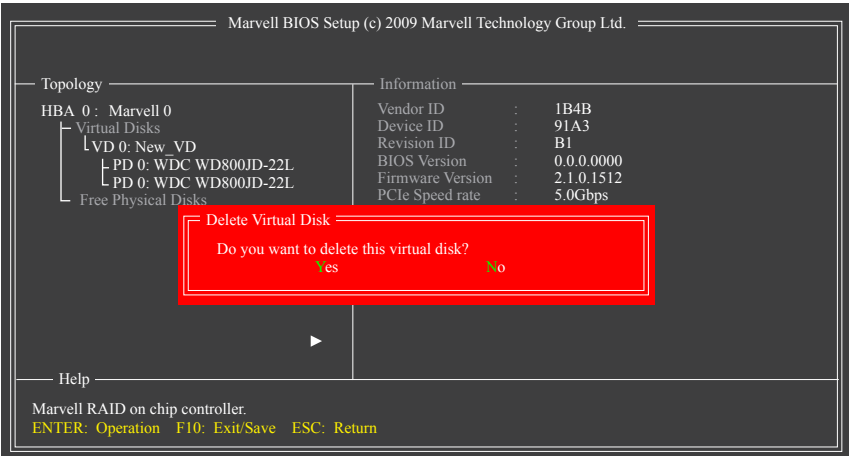 Marvell BIOS Setup (c) 2009 Marvell Technology Group Ltd.
Topology
HBA 0 : Marvell 0
Virtual Disks
VD 0: New_VD
PD 0: WDC WD800JD-22L
PD 0: WDC WD800JD-22L
Free Physical Disks
Information
Vendor ID : 1B4B
Device ID : 91A3
Revision ID : B1
BIOS Version : 0.0.0.0000
Firmware Version : 2.1.0.1512
PCIe Speed rate : 5.0Gbps
Delete Virtual Disk
Do you want to delete this virtual disk?
Yes No
Help
Marvell RAID on chip controller.
ENTER: Operation F10: Exit/Save ESC: Return